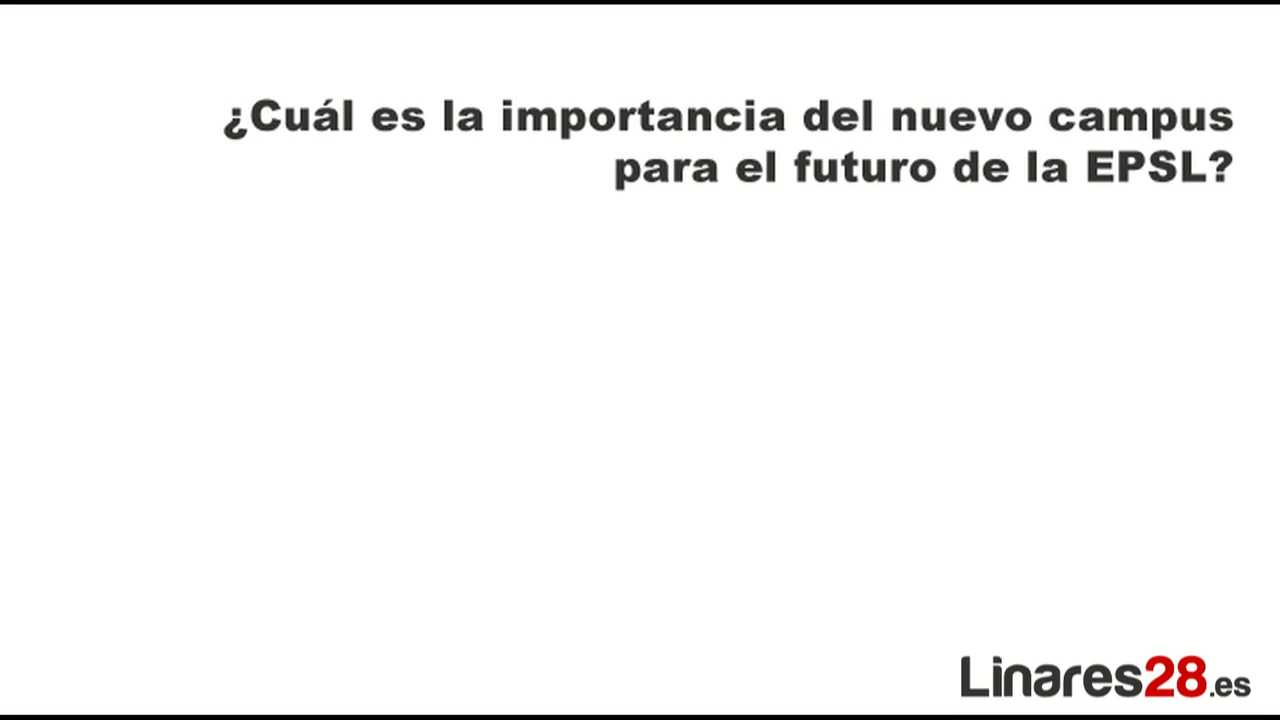 ¿Cuál es la importancia del nuevo campus
para el futuro de la EPSL?
Linares28.es